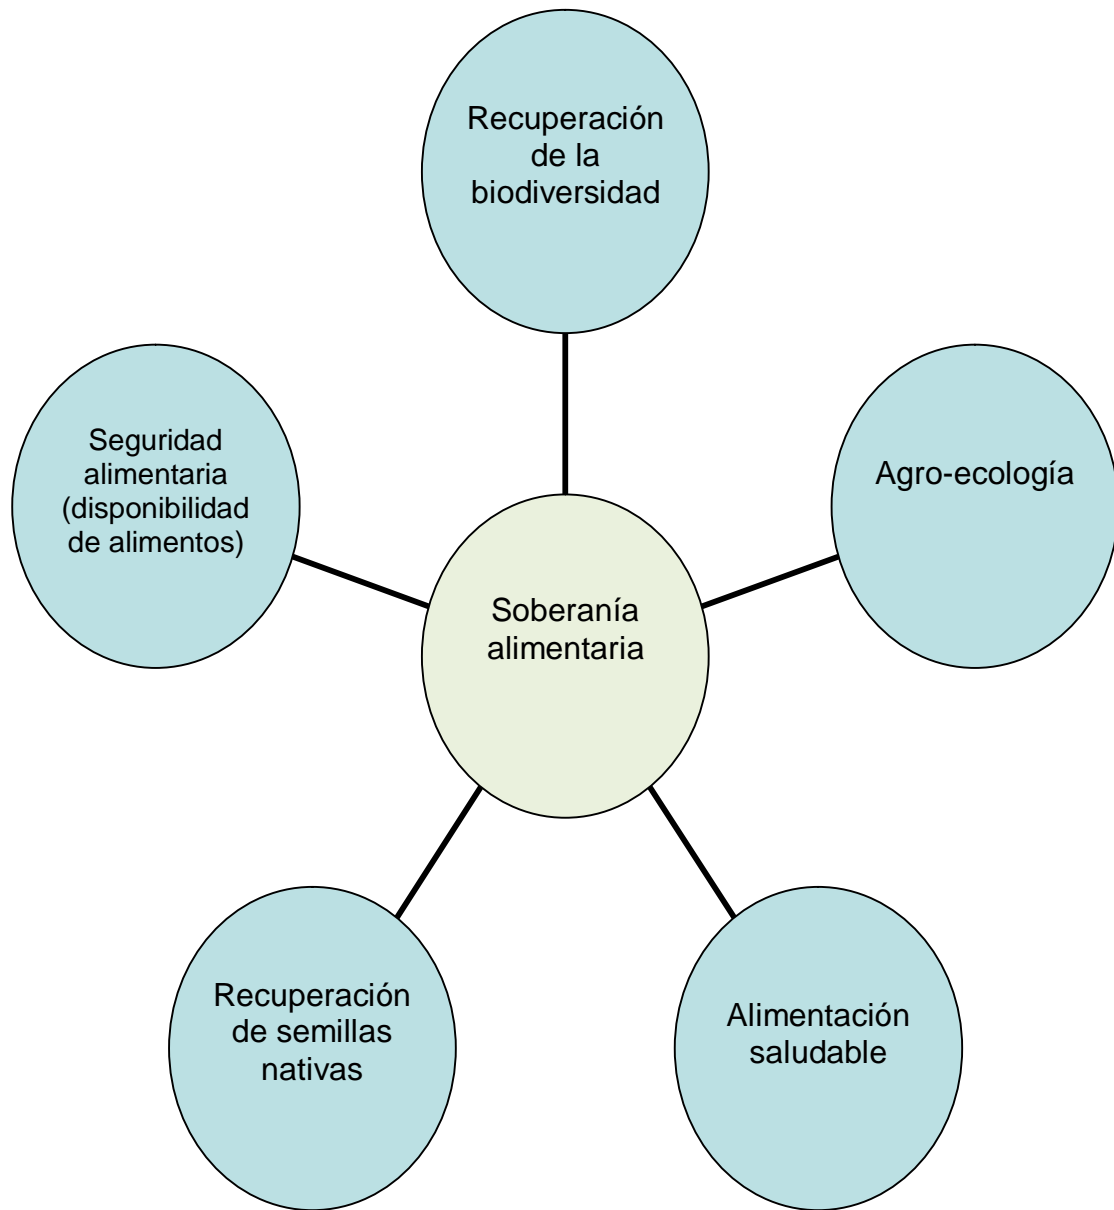 Recuperación
de la
biodiversidad
Seguridad
alimentaria
(disponibilidad
de alimentos)
Agro-ecología
Soberanía
alimentaria
Recuperación
de semillas
nativas
Alimentación
saludable